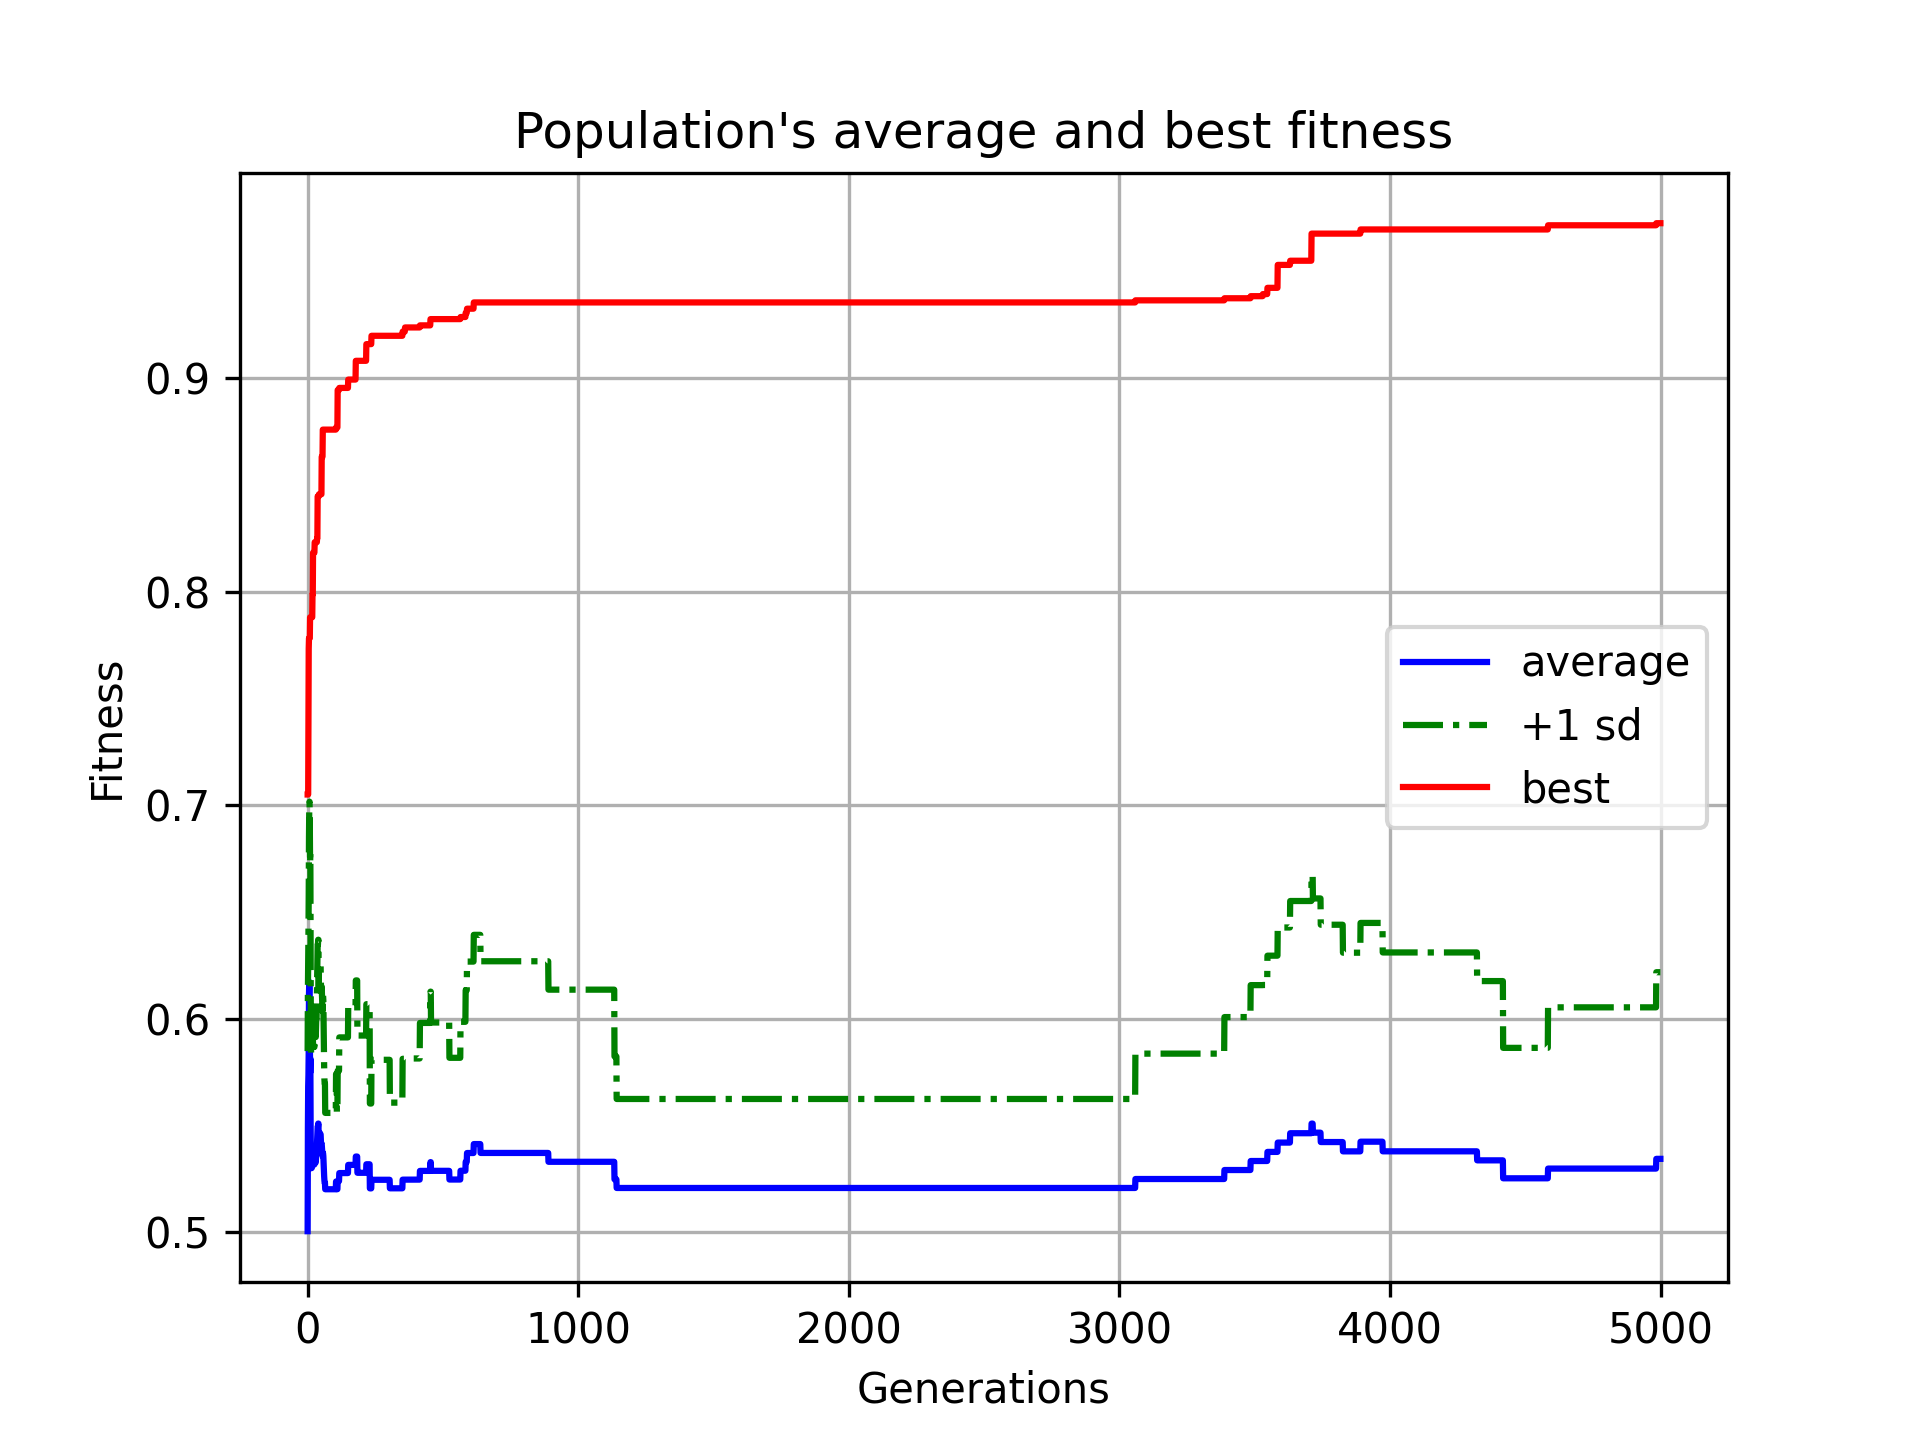 Population's average and best fitness
Fitness
0.9
0.8
0.7
0.6
0.5
average
+1 sd
best
0 1000 2000 3000 4000 5000
Generations